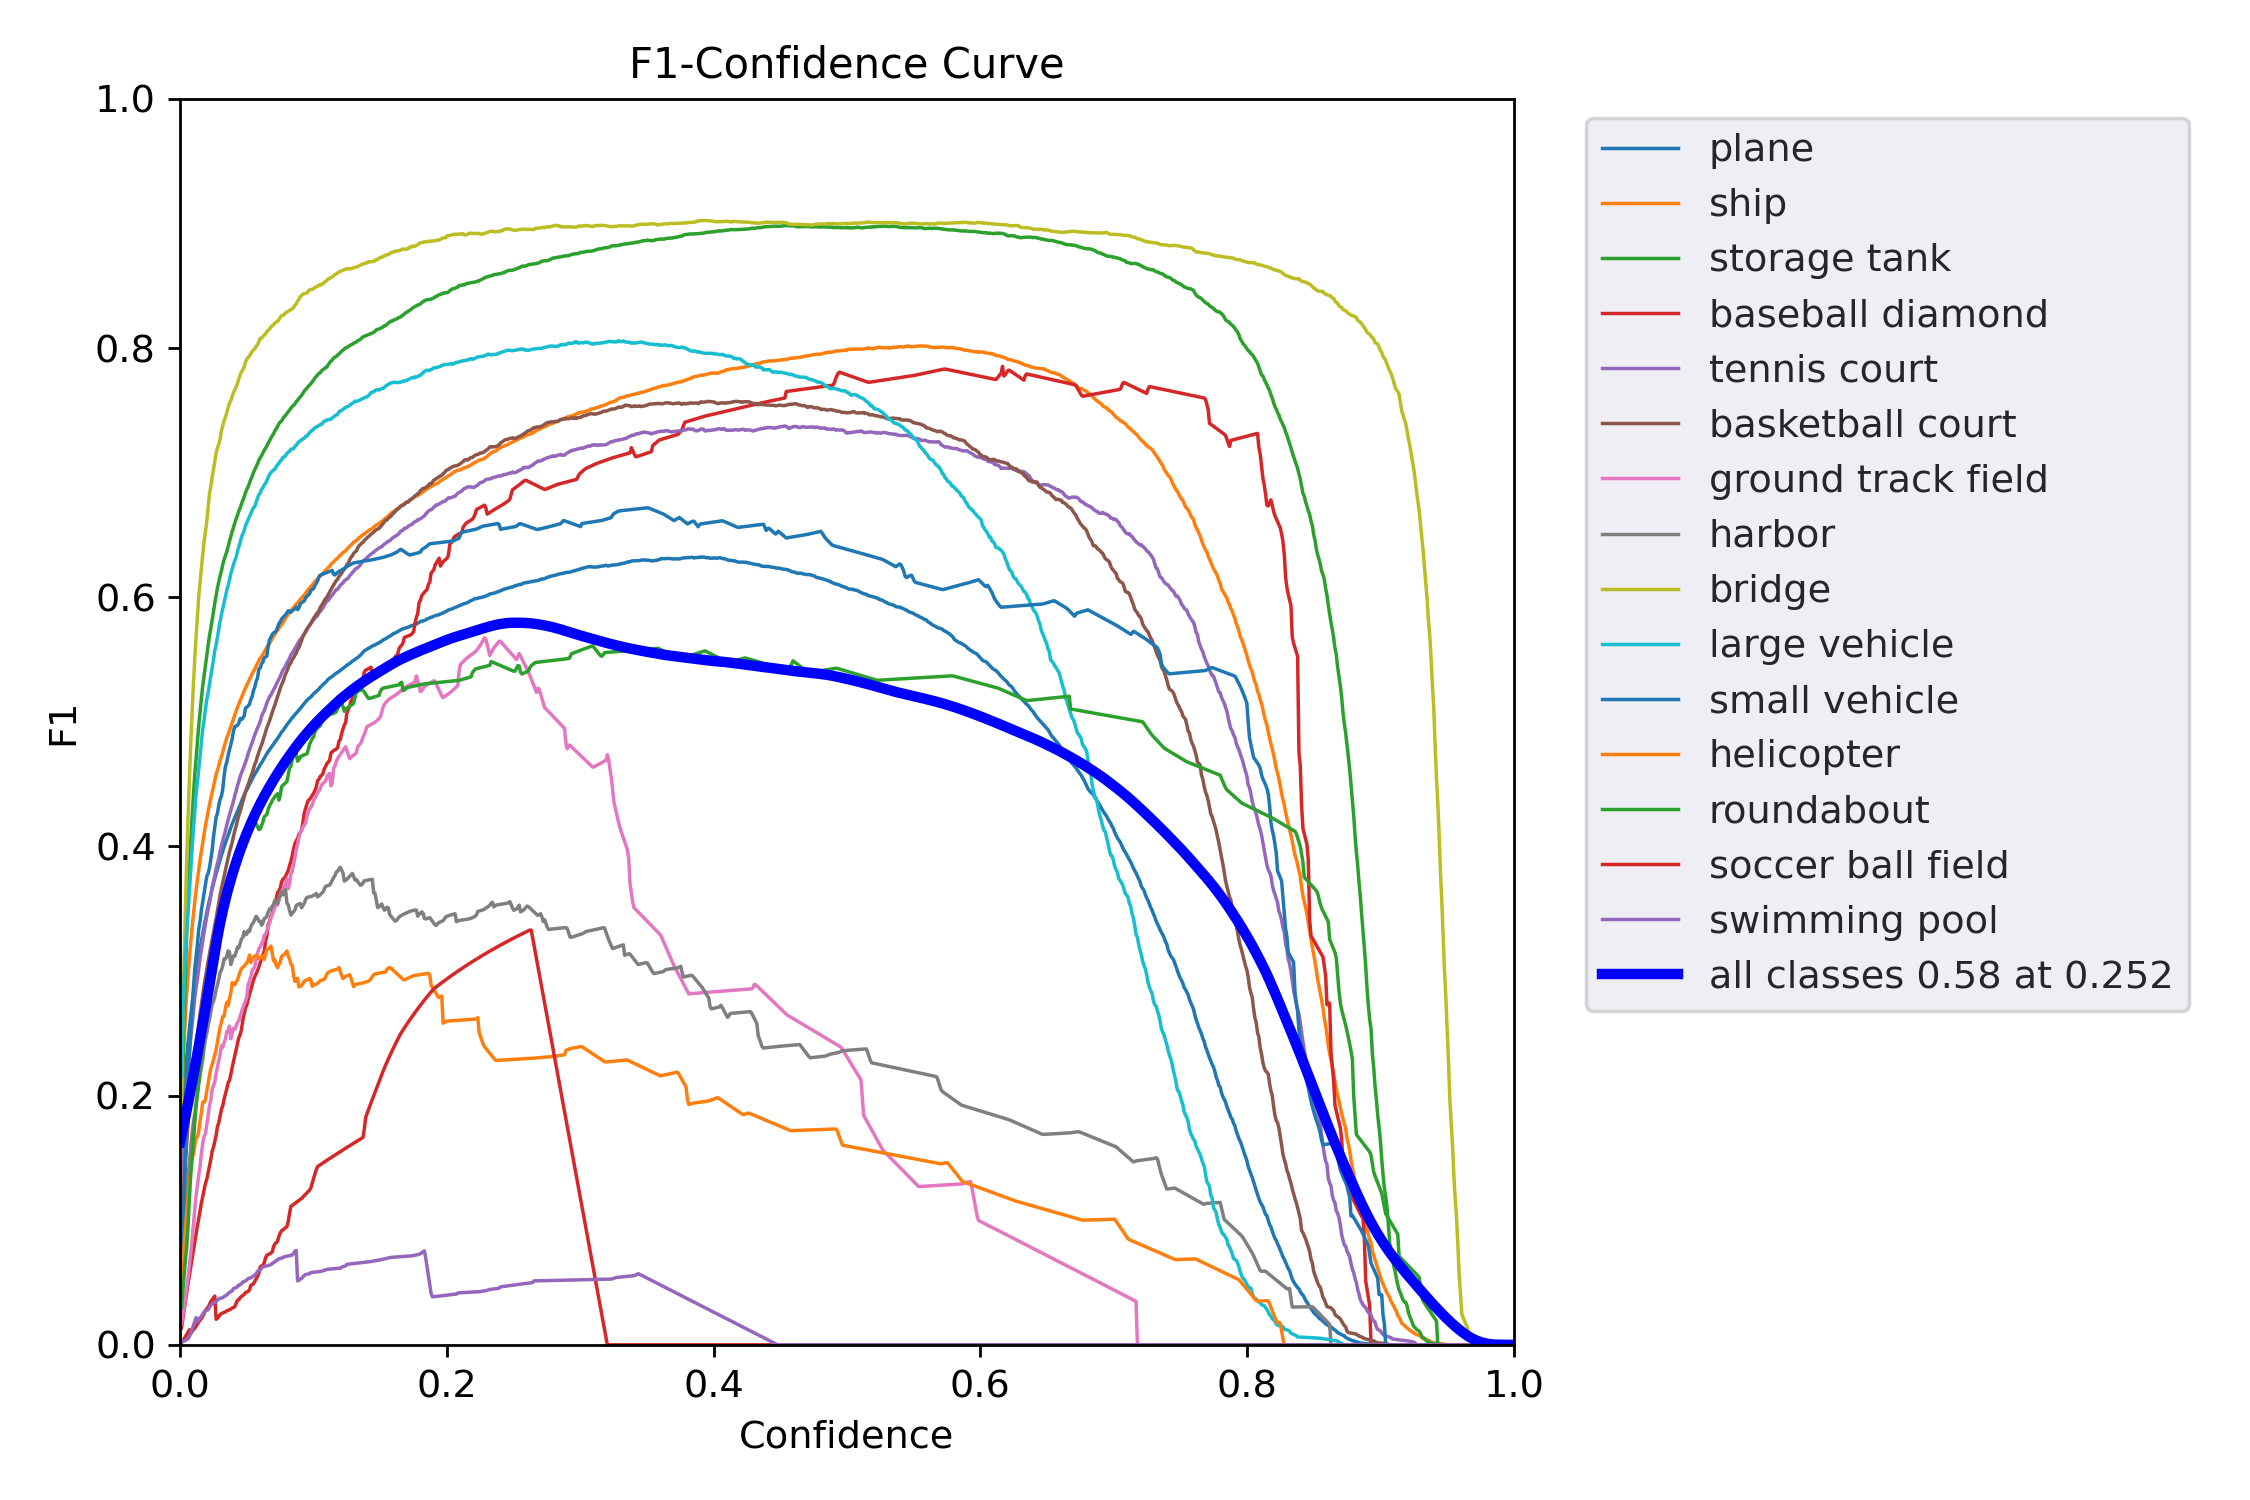 F1-Confidence Curve
1.0
0.8
0.6
0.4
0.2
0.0
F1
0.0 0.2 0.4 0.6 0.8 1.0
Confidence
plane
ship
storage tank
baseball diamond
tennis court
basketball court
ground track field
harbor
bridge
large vehicle
small vehicle
helicopter
roundabout
soccer ball field
swimming pool
all classes 0.58 at 0.252